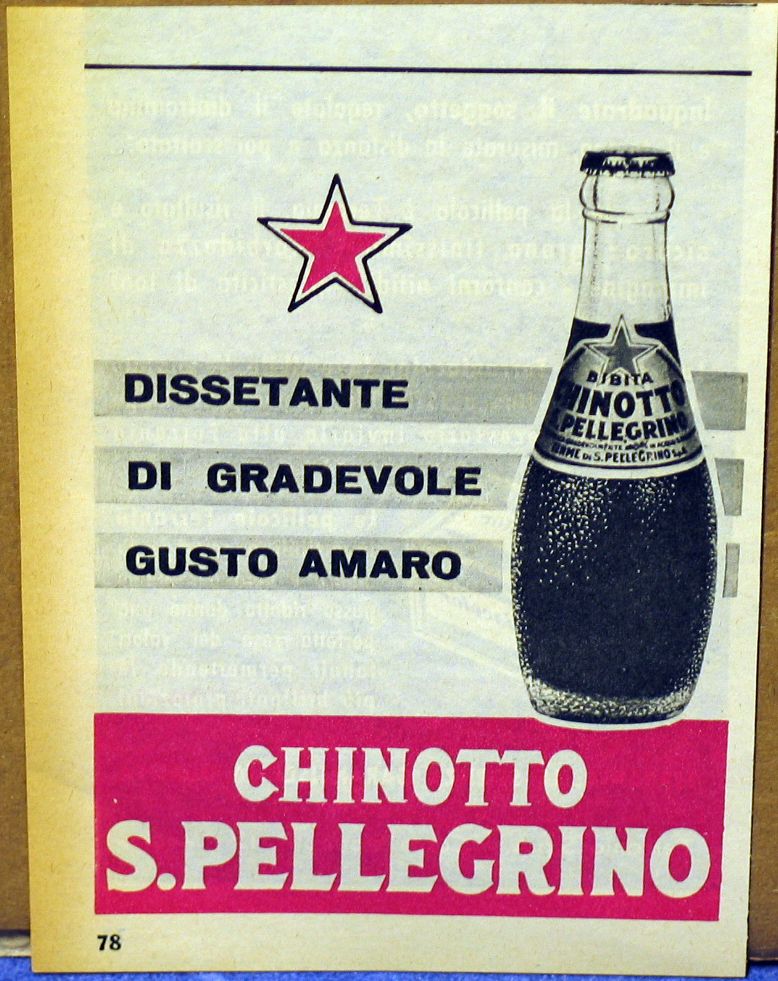 DISSETANTE
DI GRADEVOLE
GUSTO AMARO
BIBITA
CHINOTTO
S.PELLEGRINO
TERME DI S.PELLEGRINO S.p.A.
CHINOTTO
S.PELLEGRINO
78